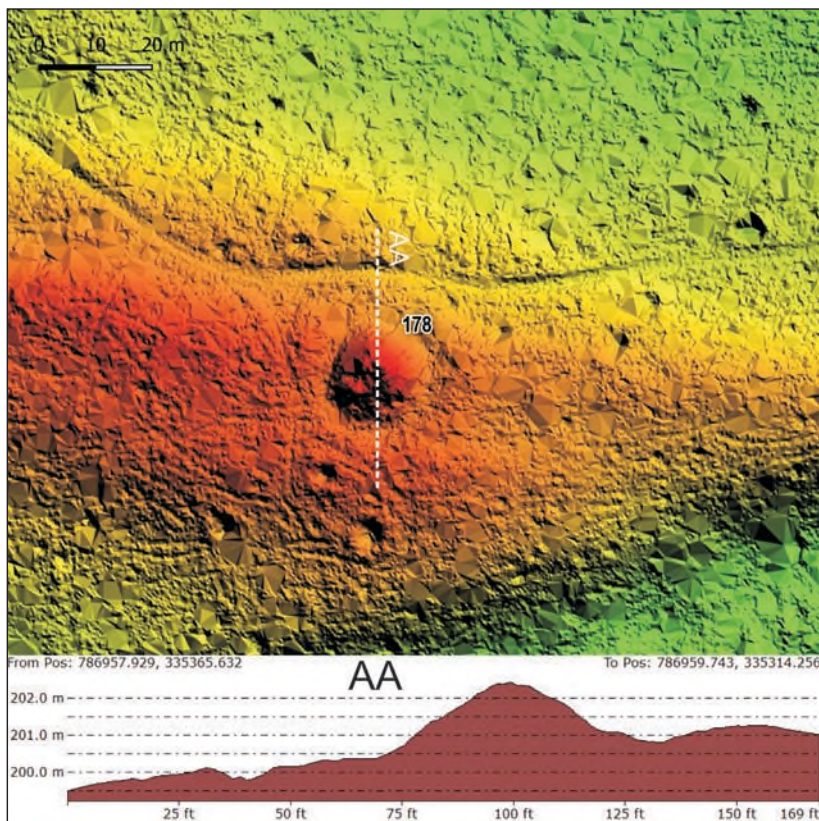 0 10 20 m
AA
178
From Pos: 786957.929, 335365.632 AA To Pos: 786959.743, 335314.256
202.0 m
201.0 m
200.0 m
25 ft 50 ft 75 ft 100 ft 125 ft 150 ft 169 ft